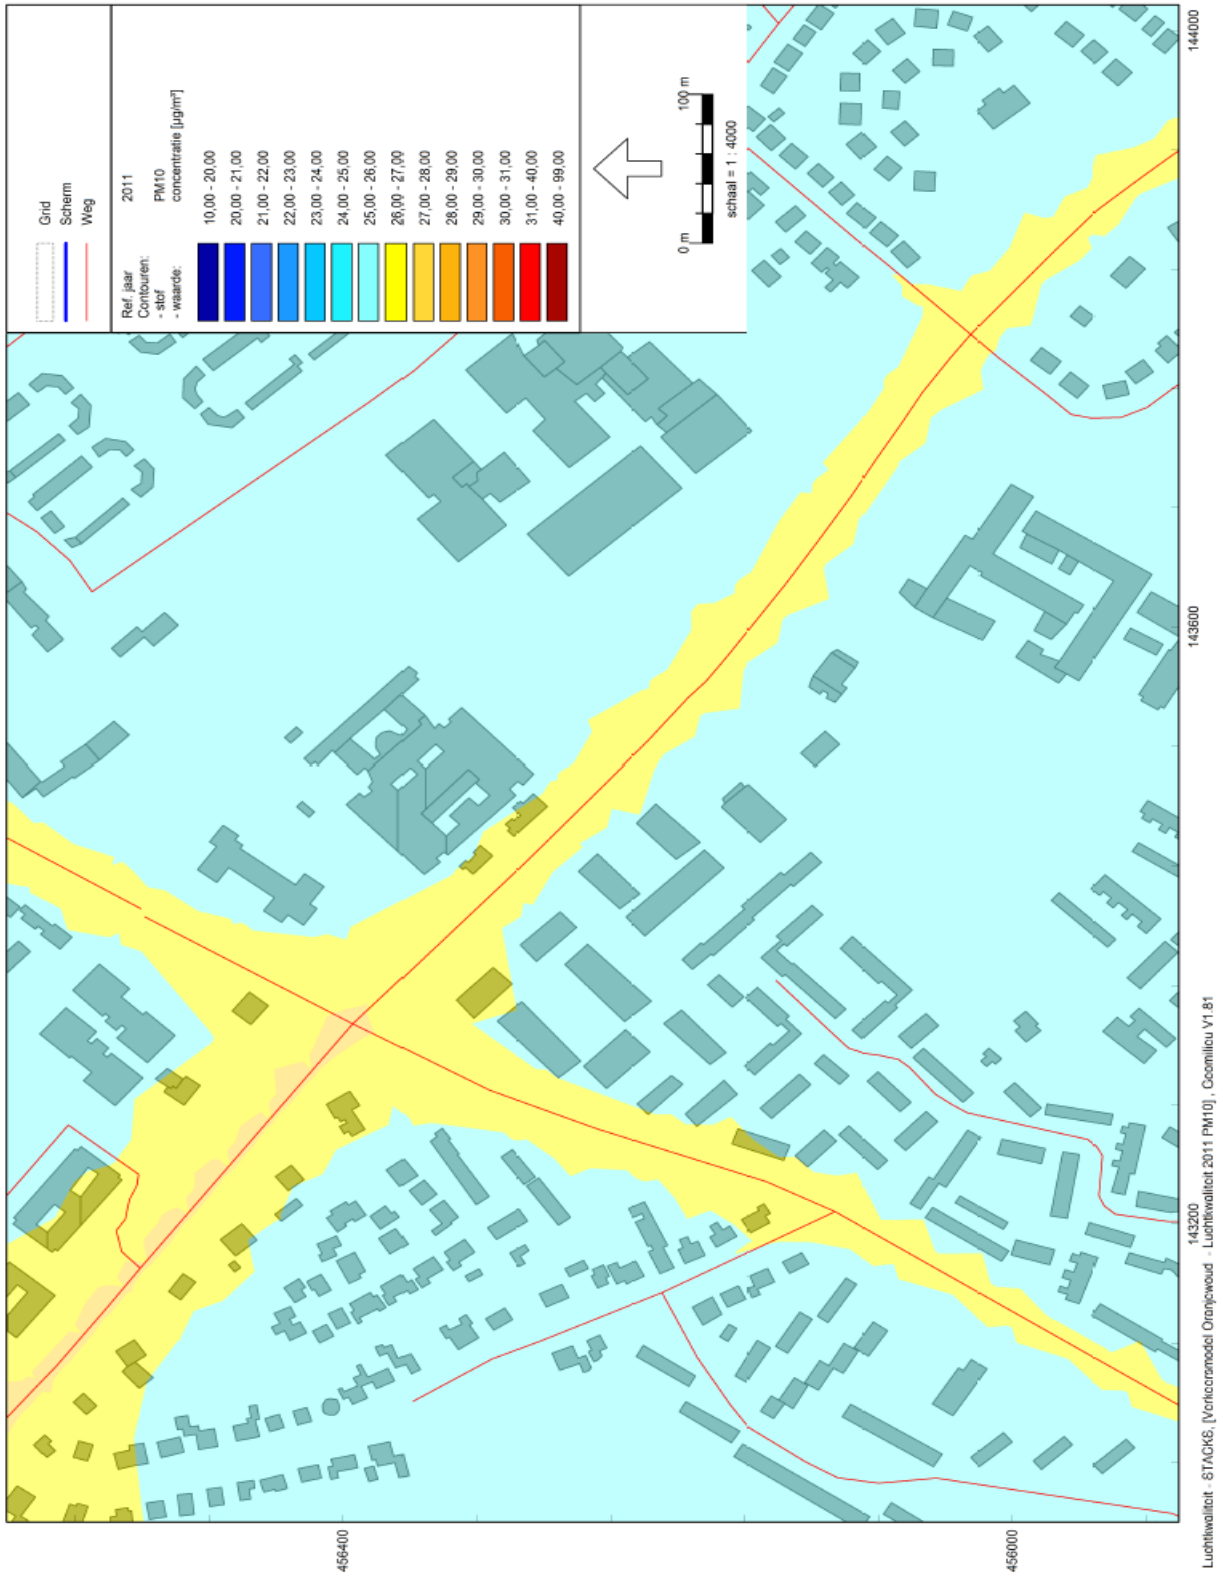 Grid
Scherm
Weg
Ref. jaar 2011
Contouren:
- stof PM10
- waarde: concentratie [µg/m³]
10,00 - 20,00
20,00 - 21,00
21,00 - 22,00
22,00 - 23,00
23,00 - 24,00
24,00 - 25,00
25,00 - 26,00
26,00 - 27,00
27,00 - 28,00
28,00 - 29,00
29,00 - 30,00
30,00 - 31,00
31,00 - 40,00
40,00 - 99,00
0 m 100 m
schaal = 1 : 4000
456400
456000
143200 143600 144000
Luchtkwaliteit - STACKS, [Verkeersmodel Oranjewoud - Luchtkwaliteit 2011 PM10] , Geomilieu V1.81